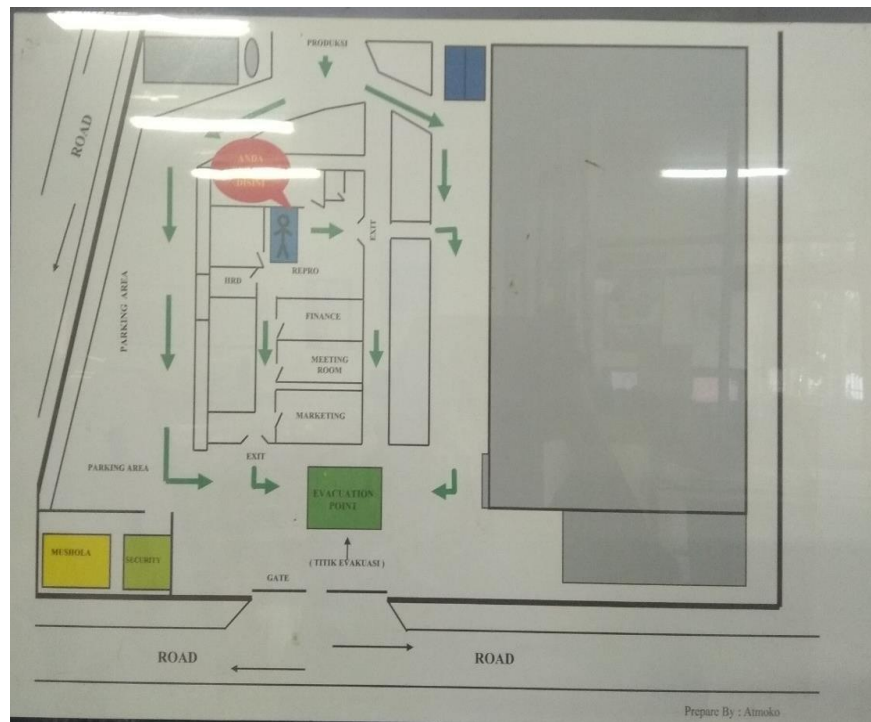 PRODUKSI
ROAD
ANDA
DISINI
EXIT
REPRO
HRD
PARKING AREA
FINANCE
MEETING
ROOM
MARKETING
EXIT
PARKING AREA
EVACUATION
POINT
MUSHOLA
SECURITY
( TITIK EVAKUASI )
GATE
ROAD
ROAD
Prepare By : Atmoko